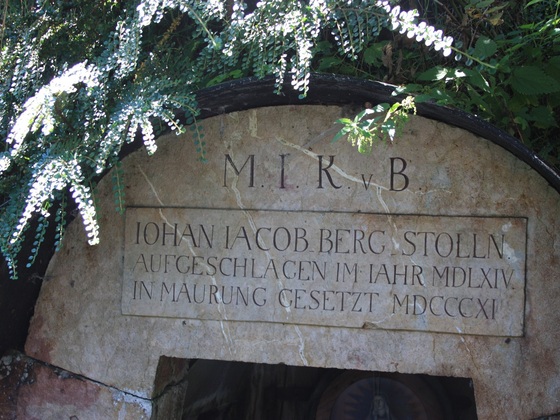 M. I. K. v. B.
IOHAN IACOB.BERG-STOLLN
AUFGESCHLAGEN IM IAHR MDLXIV.
IN MAURUNG GESETZT MDCCCXI